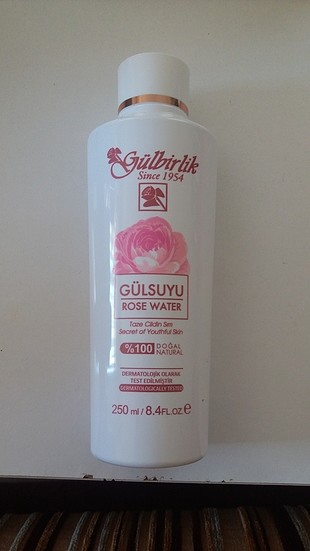 Gülbirlik
Since 1954
GÜLSUYU
ROSE WATER
Taze Cildin Sırrı
Secret of Youthful Skin
%100 DOĞAL
NATURAL
DERMATOLOJİK OLARAK
TEST EDİLMİŞTİR
DERMATOLOGICALLY TESTED
250 ml / 8.4FL.OZ. e